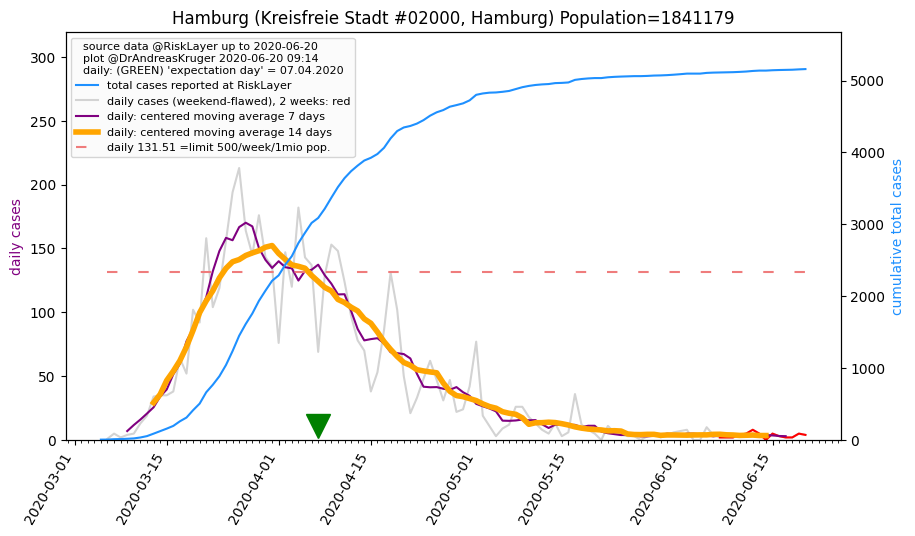 Hamburg (Kreisfreie Stadt #02000, Hamburg) Population=1841179
source data @RiskLayer up to 2020-06-20
plot @DrAndreasKruger 2020-06-20 09:14
daily: (GREEN) 'expectation day' = 07.04.2020
total cases reported at RiskLayer
daily cases (weekend-flawed), 2 weeks: red
daily: centered moving average 7 days
daily: centered moving average 14 days
daily 131.51 =limit 500/week/1mio pop.
daily cases
300
250
200
150
100
50
0
cumulative total cases
5000
4000
3000
2000
1000
0
2020-03-01
2020-03-15
2020-04-01
2020-04-15
2020-05-01
2020-05-15
2020-06-01
2020-06-15